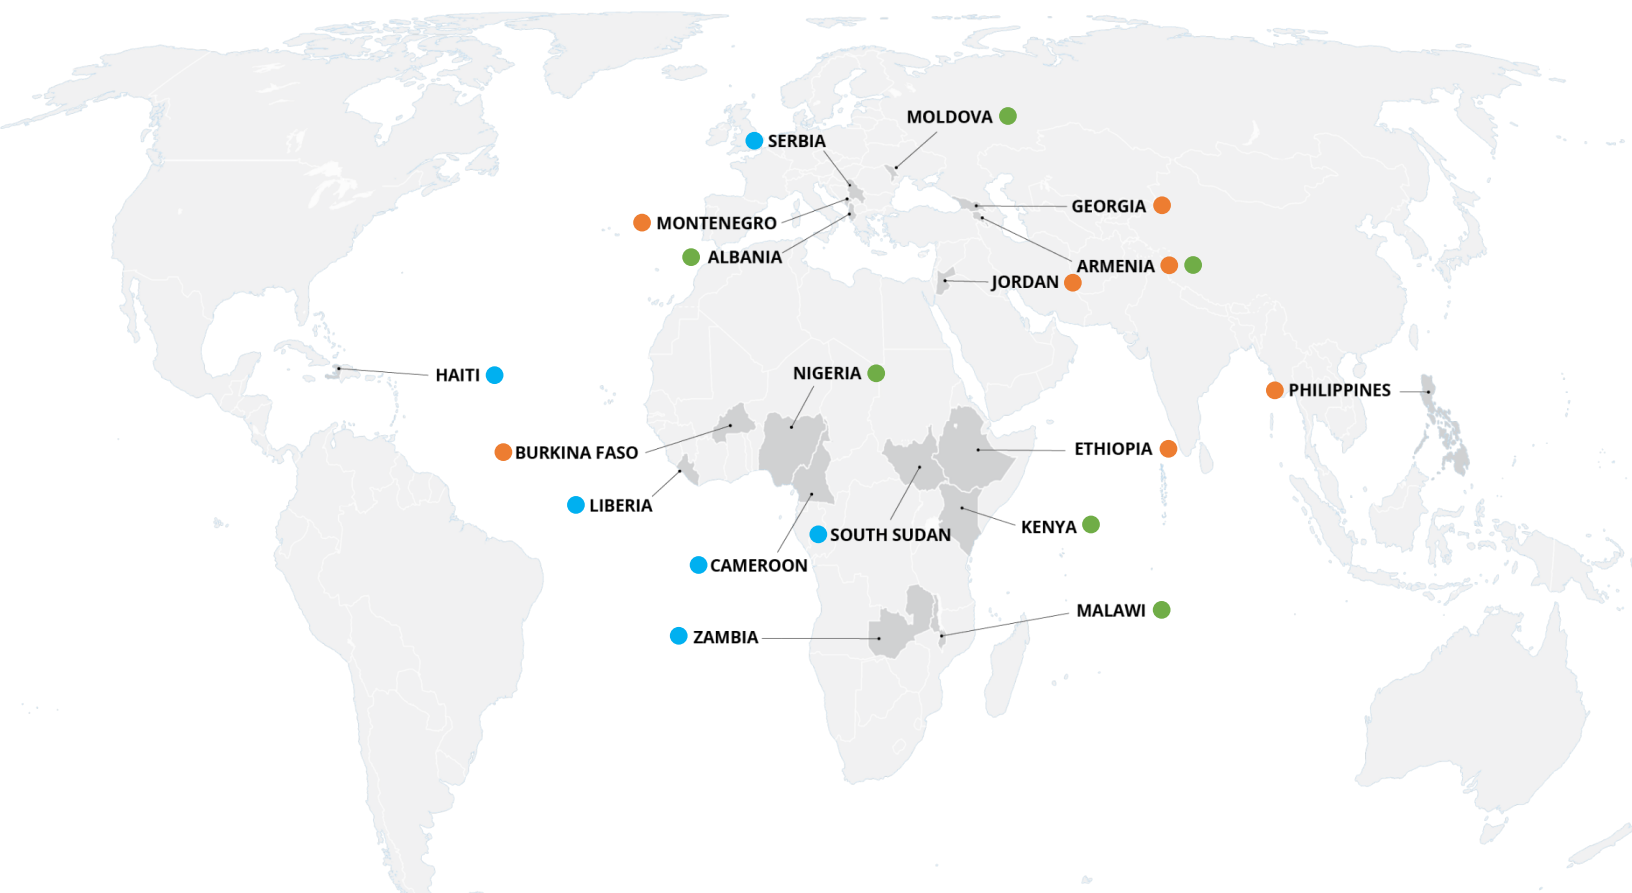 MOLDOVA
SERBIA
GEORGIA
MONTENEGRO
ALBANIA
ARMENIA
JORDAN
HAITI
NIGERIA
PHILIPPINES
BURKINA FASO
ETHIOPIA
LIBERIA
KENYA
SOUTH SUDAN
CAMEROON
MALAWI
ZAMBIA